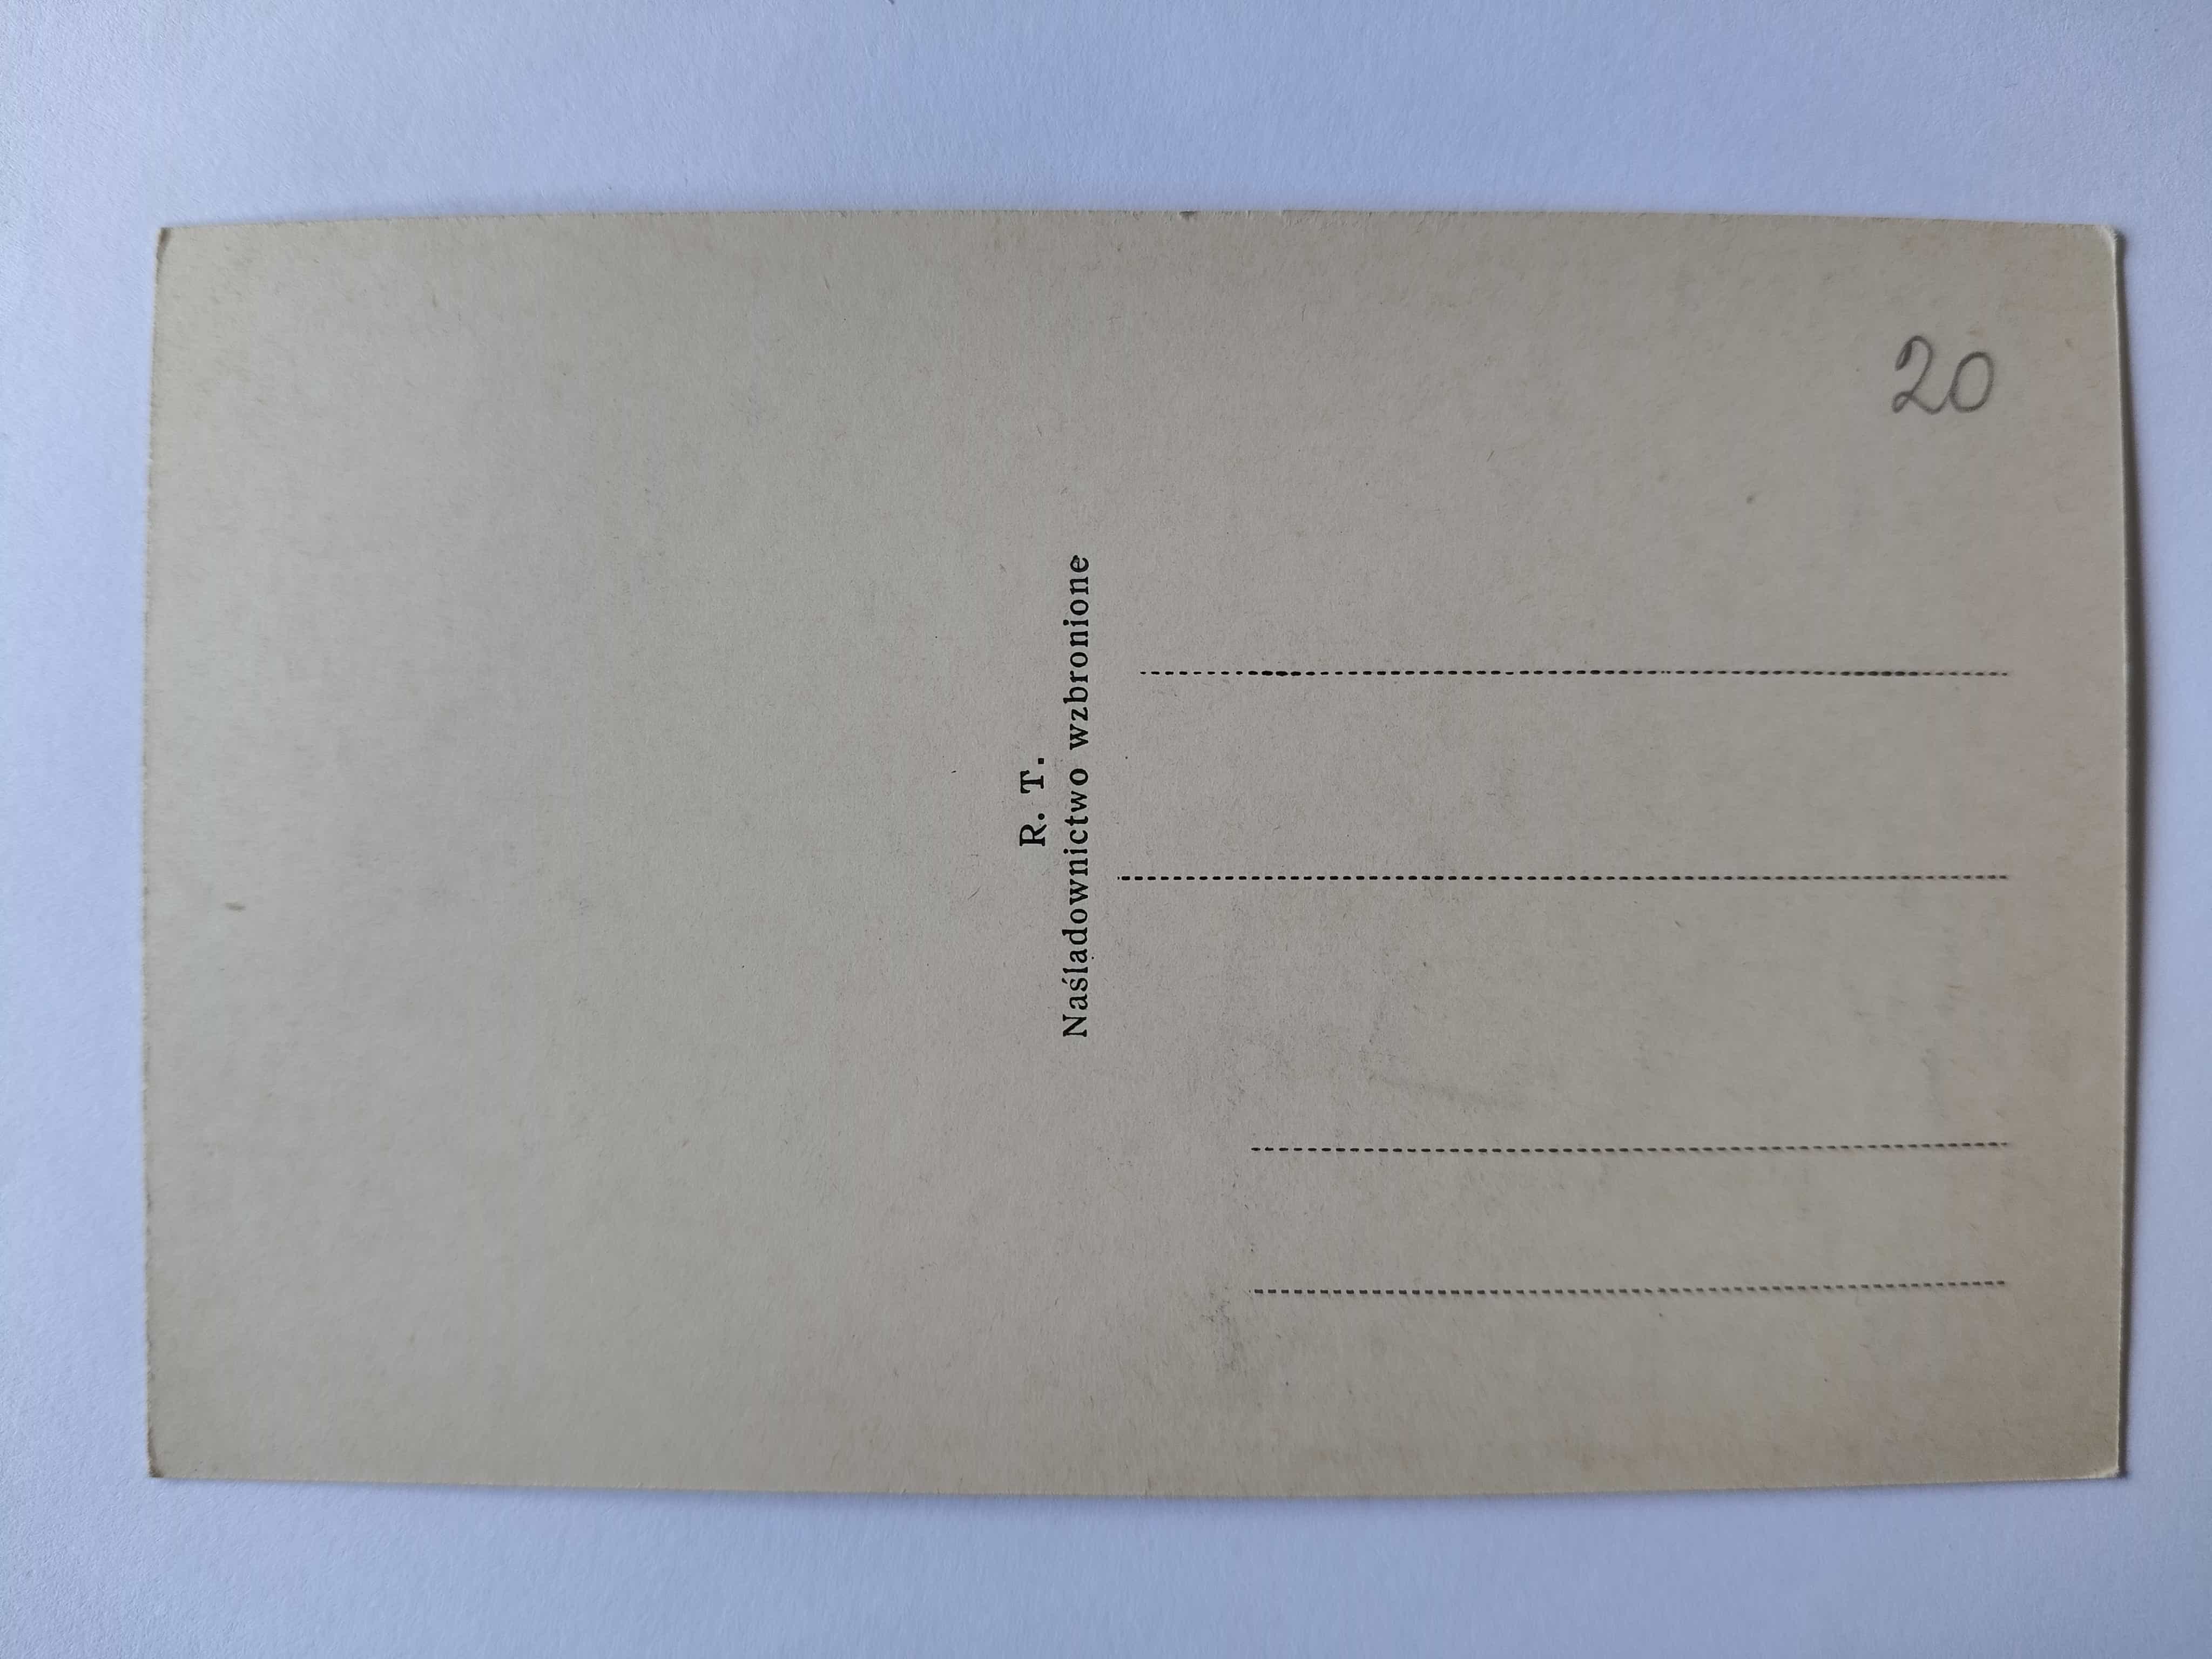 R. T.
Naśladownictwo wzbronione
20